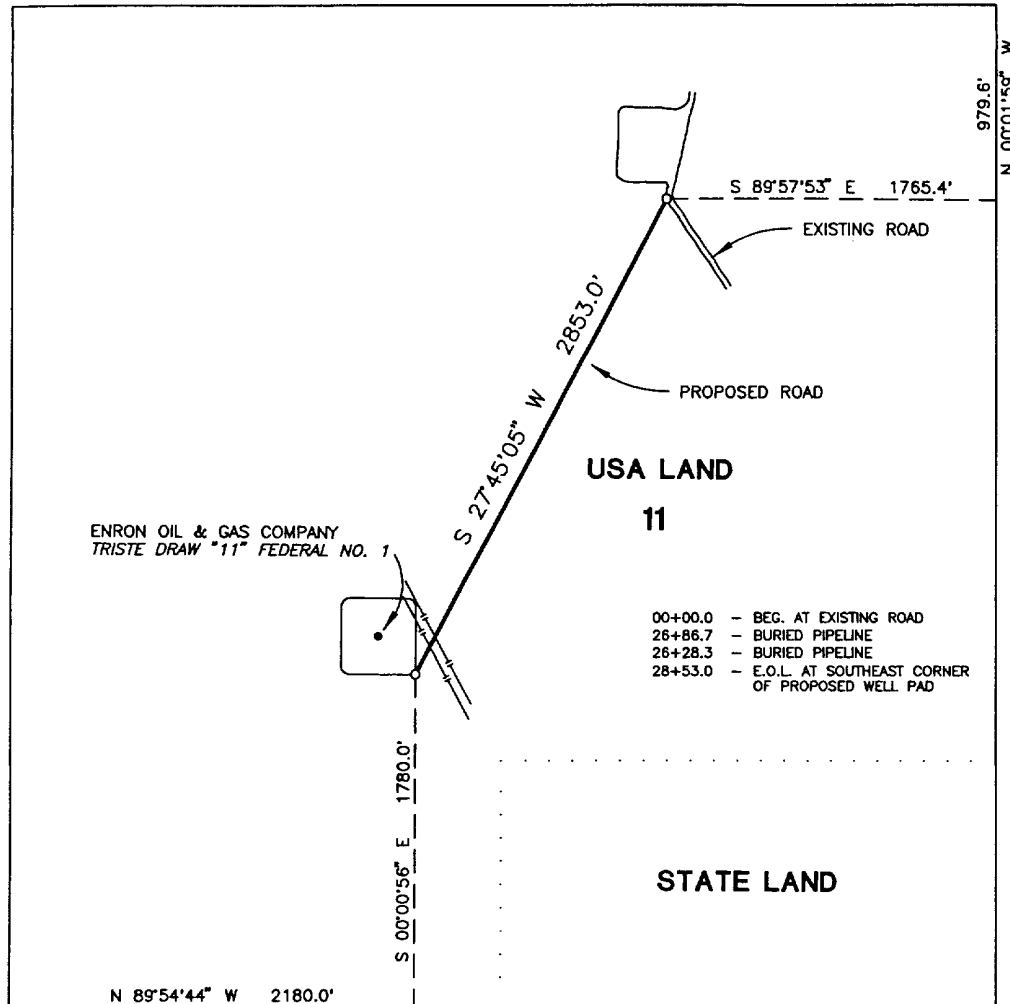 979.6'
N 00°01'59" W
S 89°57'53" E 1765.4'
EXISTING ROAD
S 27°45'05" W 2853.0'
PROPOSED ROAD
USA LAND
11
ENRON OIL & GAS COMPANY
TRISTE DRAW "11" FEDERAL NO. 1
00+00.0 – BEG. AT EXISTING ROAD
26+86.7 – BURIED PIPELINE
26+28.3 – BURIED PIPELINE
28+53.0 – E.O.L. AT SOUTHEAST CORNER
OF PROPOSED WELL PAD
S 00°00'56" E 1780.0'
STATE LAND
N 89°54'44" W 2180.0'